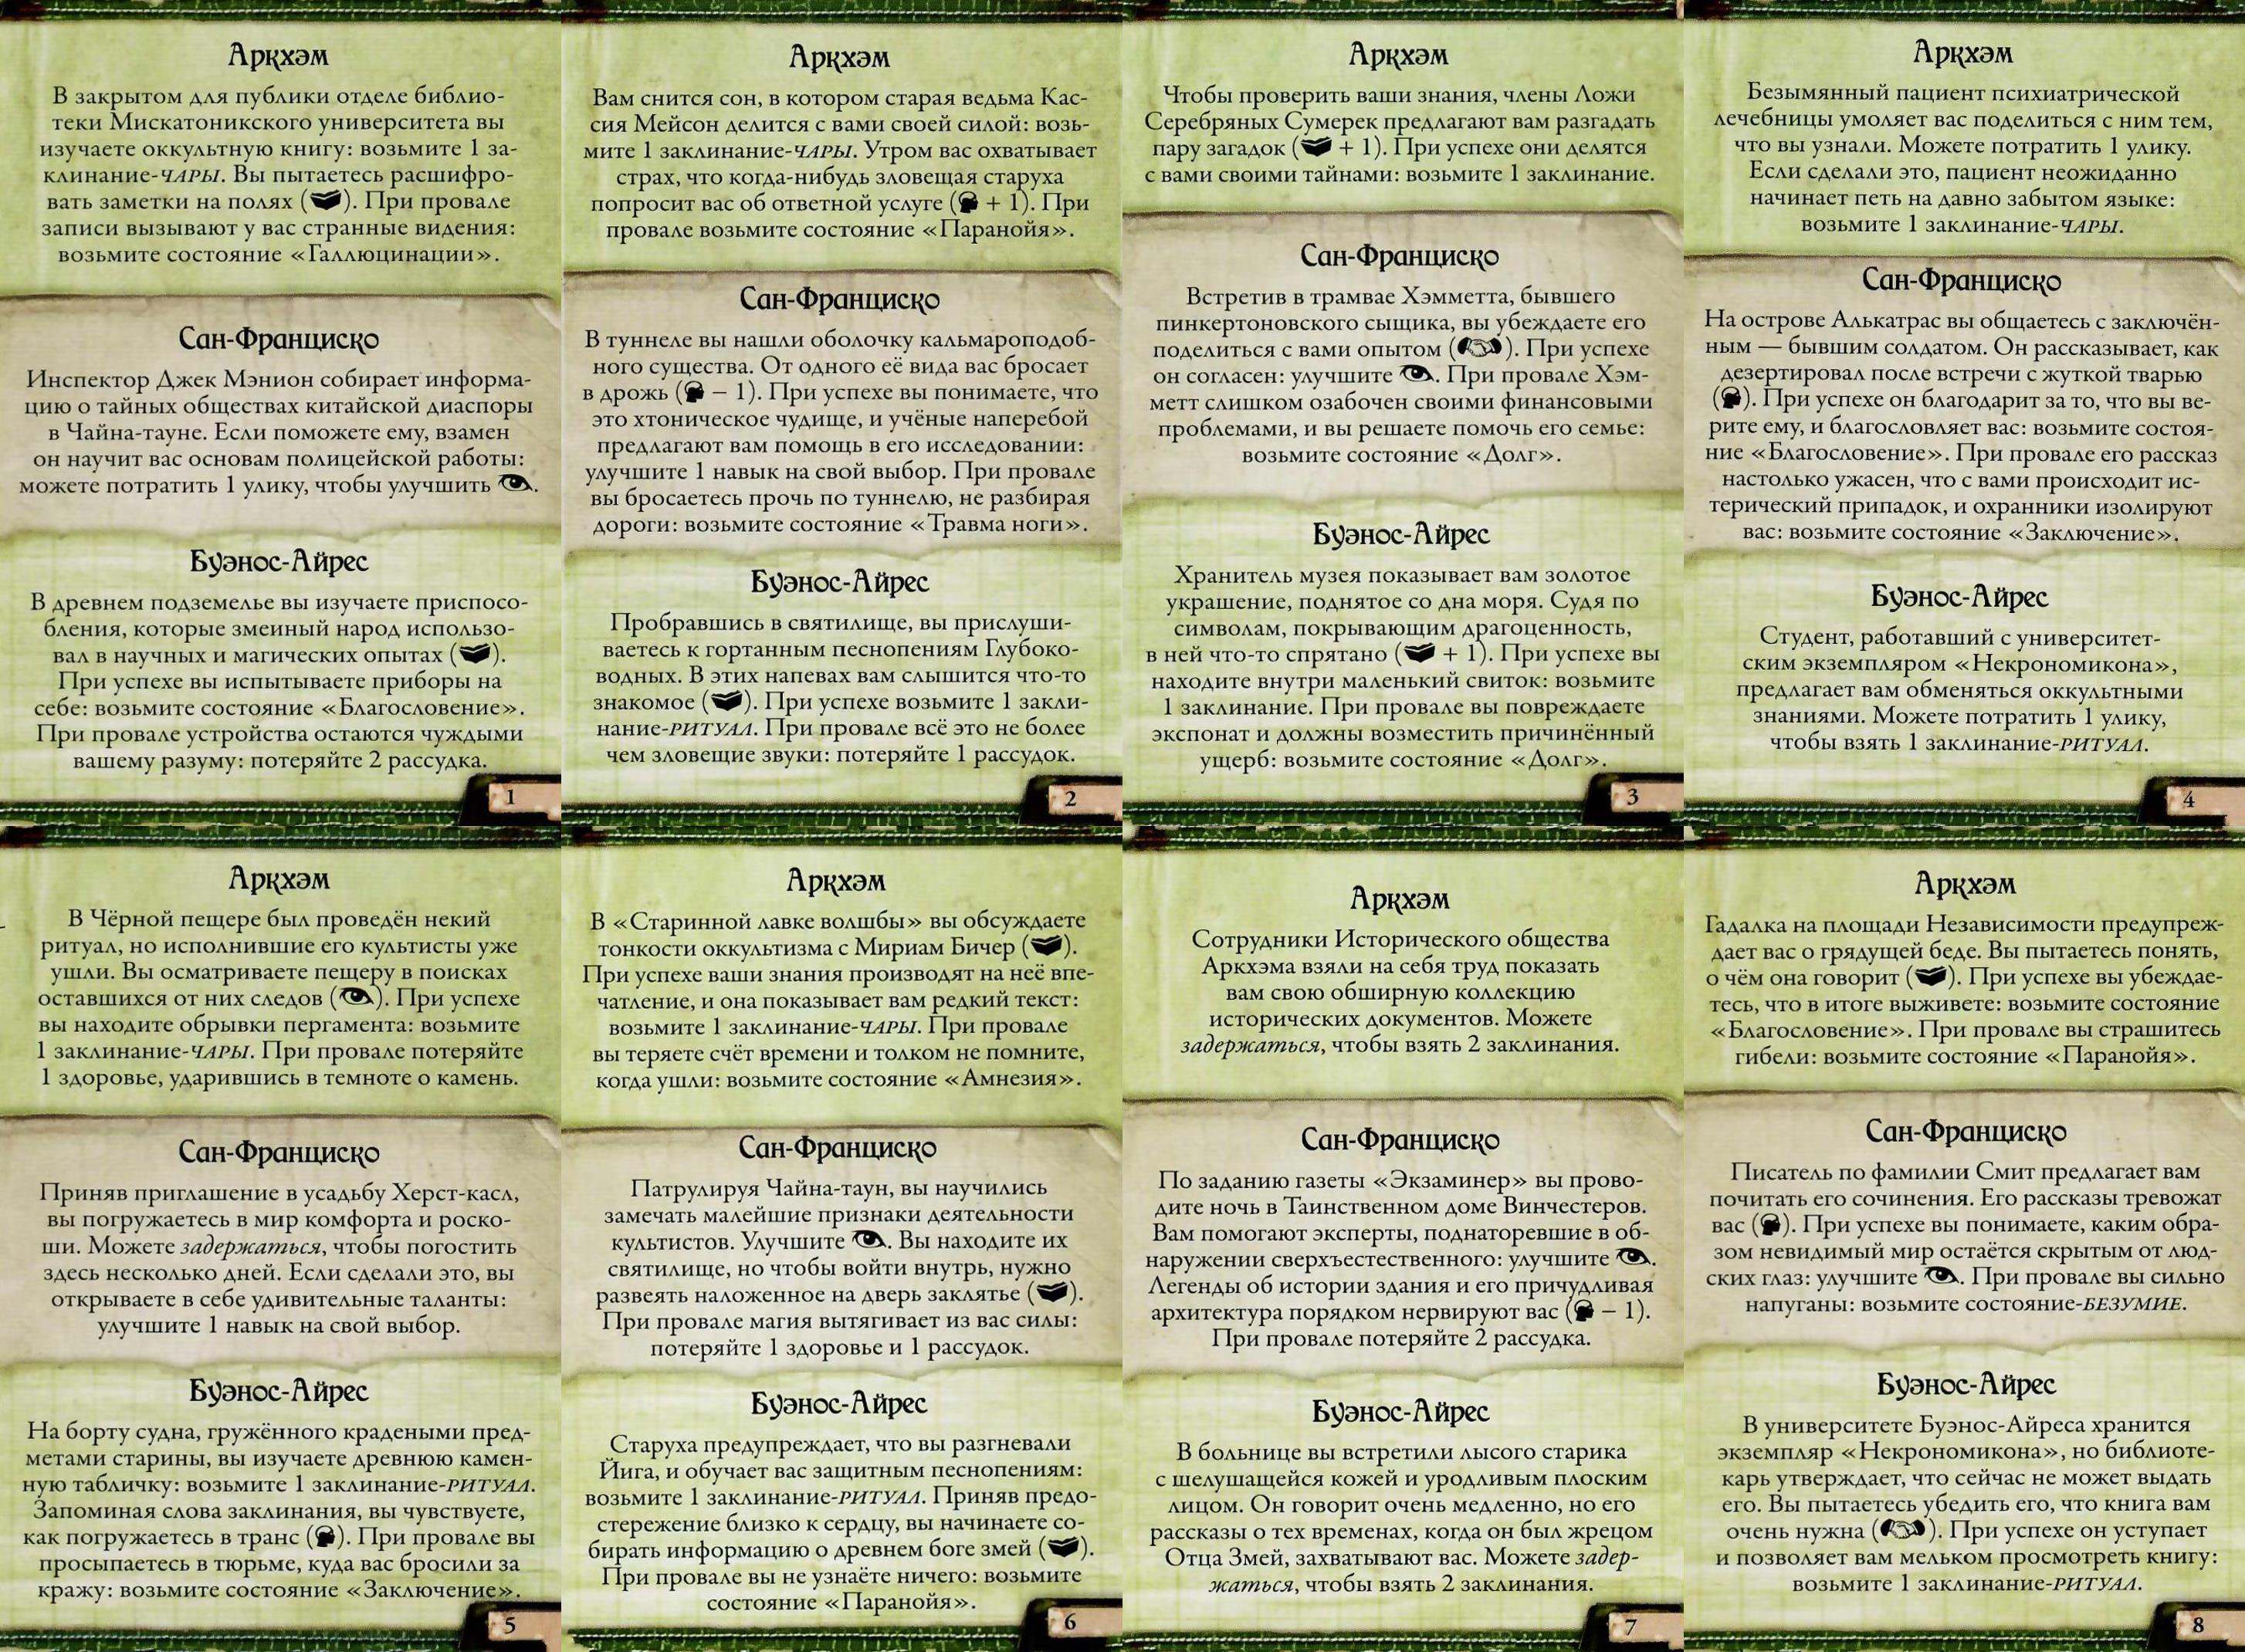 Аркхэм
В закрытом для публики отделе библио-
теки Мискатоникского университета вы
изучаете оккультную книгу: возьмите 1 за-
клинание-ЧАРЫ. Вы пытаетесь расшифро-
вать заметки на полях (). При провале
записи вызывают у вас странные видения:
возьмите состояние «Галлюцинации».
Сан-Франциско
Инспектор Джек Мэнион собирает информа-
цию о тайных обществах китайской диаспоры
в Чайна-тауне. Если поможете ему, взамен
он научит вас основам полицейской работы:
можете потратить 1 улику, чтобы улучшить .
Буэнос-Айрес
В древнем подземелье вы изучаете приспосо-
бления, которые змеиный народ использо-
вал в научных и магических опытах ().
При успехе вы испытываете приборы на
себе: возьмите состояние «Благословение».
При провале устройства остаются чуждыми
вашему разуму: потеряйте 2 рассудка.
1
Аркхэм
Вам снится сон, в котором старая ведьма Кас-
сия Мейсон делится с вами своей силой: возь-
мите 1 заклинание-ЧАРЫ. Утром вас охватывает
страх, что когда-нибудь зловещая старуха
попросит вас об ответной услуге ( + 1). При
провале возьмите состояние «Паранойя».
Сан-Франциско
В туннеле вы нашли оболочку кальмароподоб-
ного существа. От одного её вида вас бросает
в дрожь ( − 1). При успехе вы понимаете, что
это хтоническое чудище, и учёные наперебой
предлагают вам помощь в его исследовании:
улучшите 1 навык на свой выбор. При провале
вы бросаетесь прочь по туннелю, не разбирая
дороги: возьмите состояние «Травма ноги».
Буэнос-Айрес
Пробравшись в святилище, вы прислуши-
ваетесь к гортанным песнопениям Глубоко-
водных. В этих напевах вам слышится что-то
знакомое (). При успехе возьмите 1 закли-
нание-РИТУАЛ. При провале всё это не более
чем зловещие звуки: потеряйте 1 рассудок.
2
Аркхэм
Чтобы проверить ваши знания, члены Ложи
Серебряных Сумерек предлагают вам разгадать
пару загадок ( + 1). При успехе они делятся
с вами своими тайнами: возьмите 1 заклинание.
Сан-Франциско
Встретив в трамвае Хэмметта, бывшего
пинкертоновского сыщика, вы убеждаете его
поделиться с вами опытом (). При успехе
он согласен: улучшите . При провале Хэм-
метт слишком озабочен своими финансовыми
проблемами, и вы решаете помочь его семье:
возьмите состояние «Долг».
Буэнос-Айрес
Хранитель музея показывает вам золотое
украшение, поднятое со дна моря. Судя по
символам, покрывающим драгоценность,
в ней что-то спрятано ( + 1). При успехе вы
находите внутри маленький свиток: возьмите
1 заклинание. При провале вы повреждаете
экспонат и должны возместить причинённый
ущерб: возьмите состояние «Долг».
3
Аркхэм
Безымянный пациент психиатрической
лечебницы умоляет вас поделиться с ним тем,
что вы узнали. Можете потратить 1 улику.
Если сделали это, пациент неожиданно
начинает петь на давно забытом языке:
возьмите 1 заклинание-ЧАРЫ.
Сан-Франциско
На острове Алькатрас вы общаетесь с заключён-
ным — бывшим солдатом. Он рассказывает, как
дезертировал после встречи с жуткой тварью
(). При успехе он благодарит за то, что вы ве-
рите ему, и благословляет вас: возьмите состоя-
ние «Благословение». При провале его рассказ
настолько ужасен, что с вами происходит ис-
терический припадок, и охранники изолируют
вас: возьмите состояние «Заключение».
Буэнос-Айрес
Студент, работавший с университет-
ским экземпляром «Некрономикона»,
предлагает вам обменяться оккультными
знаниями. Можете потратить 1 улику,
чтобы взять 1 заклинание-РИТУАЛ.
4
Аркхэм
В Чёрной пещере был проведён некий
ритуал, но исполнившие его культисты уже
ушли. Вы осматриваете пещеру в поисках
оставшихся от них следов (). При успехе
вы находите обрывки пергамента: возьмите
1 заклинание-ЧАРЫ. При провале потеряйте
1 здоровье, ударившись в темноте о камень.
Сан-Франциско
Приняв приглашение в усадьбу Херст-касл,
вы погружаетесь в мир комфорта и роско-
ши. Можете задержаться, чтобы погостить
здесь несколько дней. Если сделали это, вы
открываете в себе удивительные таланты:
улучшите 1 навык на свой выбор.
Буэнос-Айрес
На борту судна, гружённого крадеными пред-
метами старины, вы изучаете древнюю камен-
ную табличку: возьмите 1 заклинание-РИТУАЛ.
Запоминая слова заклинания, вы чувствуете,
как погружаетесь в транс (). При провале вы
просыпаетесь в тюрьме, куда вас бросили за
кражу: возьмите состояние «Заключение».
5
Аркхэм
В «Старинной лавке волшбы» вы обсуждаете
тонкости оккультизма с Мириам Бичер ().
При успехе ваши знания производят на неё впе-
чатление, и она показывает вам редкий текст:
возьмите 1 заклинание-ЧАРЫ. При провале
вы теряете счёт времени и толком не помните,
когда ушли: возьмите состояние «Амнезия».
Сан-Франциско
Патрулируя Чайна-таун, вы научились
замечать малейшие признаки деятельности
культистов. Улучшите . Вы находите их
святилище, но чтобы войти внутрь, нужно
развеять наложенное на дверь заклятье ().
При провале магия вытягивает из вас силы:
потеряйте 1 здоровье и 1 рассудок.
Буэнос-Айрес
Старуха предупреждает, что вы разгневали
Йига, и обучает вас защитным песнопениям:
возьмите 1 заклинание-РИТУАЛ. Приняв предо-
стережение близко к сердцу, вы начинаете со-
бирать информацию о древнем боге змей ().
При провале вы не узнаёте ничего: возьмите
состояние «Паранойя».
6
Аркхэм
Сотрудники Исторического общества
Аркхэма взяли на себя труд показать
вам свою обширную коллекцию
исторических документов. Можете
задержаться, чтобы взять 2 заклинания.
Сан-Франциско
По заданию газеты «Экзаминер» вы прово-
дите ночь в Таинственном доме Винчестеров.
Вам помогают эксперты, поднаторевшие в об-
наружении сверхъестественного: улучшите .
Легенды об истории здания и его причудливая
архитектура порядком нервируют вас ( − 1).
При провале потеряйте 2 рассудка.
Буэнос-Айрес
В больнице вы встретили лысого старика
с шелушащейся кожей и уродливым плоским
лицом. Он говорит очень медленно, но его
рассказы о тех временах, когда он был жрецом
Отца Змей, захватывают вас. Можете задер-
жаться, чтобы взять 2 заклинания.
7
Аркхэм
Гадалка на площади Независимости предупреж-
дает вас о грядущей беде. Вы пытаетесь понять,
о чём она говорит (). При успехе вы убеждае-
тесь, что в итоге выживете: возьмите состояние
«Благословение». При провале вы страшитесь
гибели: возьмите состояние «Паранойя».
Сан-Франциско
Писатель по фамилии Смит предлагает вам
почитать его сочинения. Его рассказы тревожат
вас (). При успехе вы понимаете, каким обра-
зом невидимый мир остаётся скрытым от люд-
ских глаз: улучшите . При провале вы сильно
напуганы: возьмите состояние-БЕЗУМИЕ.
Буэнос-Айрес
В университете Буэнос-Айреса хранится
экземпляр «Некрономикона», но библиоте-
карь утверждает, что сейчас не может выдать
его. Вы пытаетесь убедить его, что книга вам
очень нужна (). При успехе он уступает
и позволяет вам мельком просмотреть книгу:
возьмите 1 заклинание-РИТУАЛ.
8